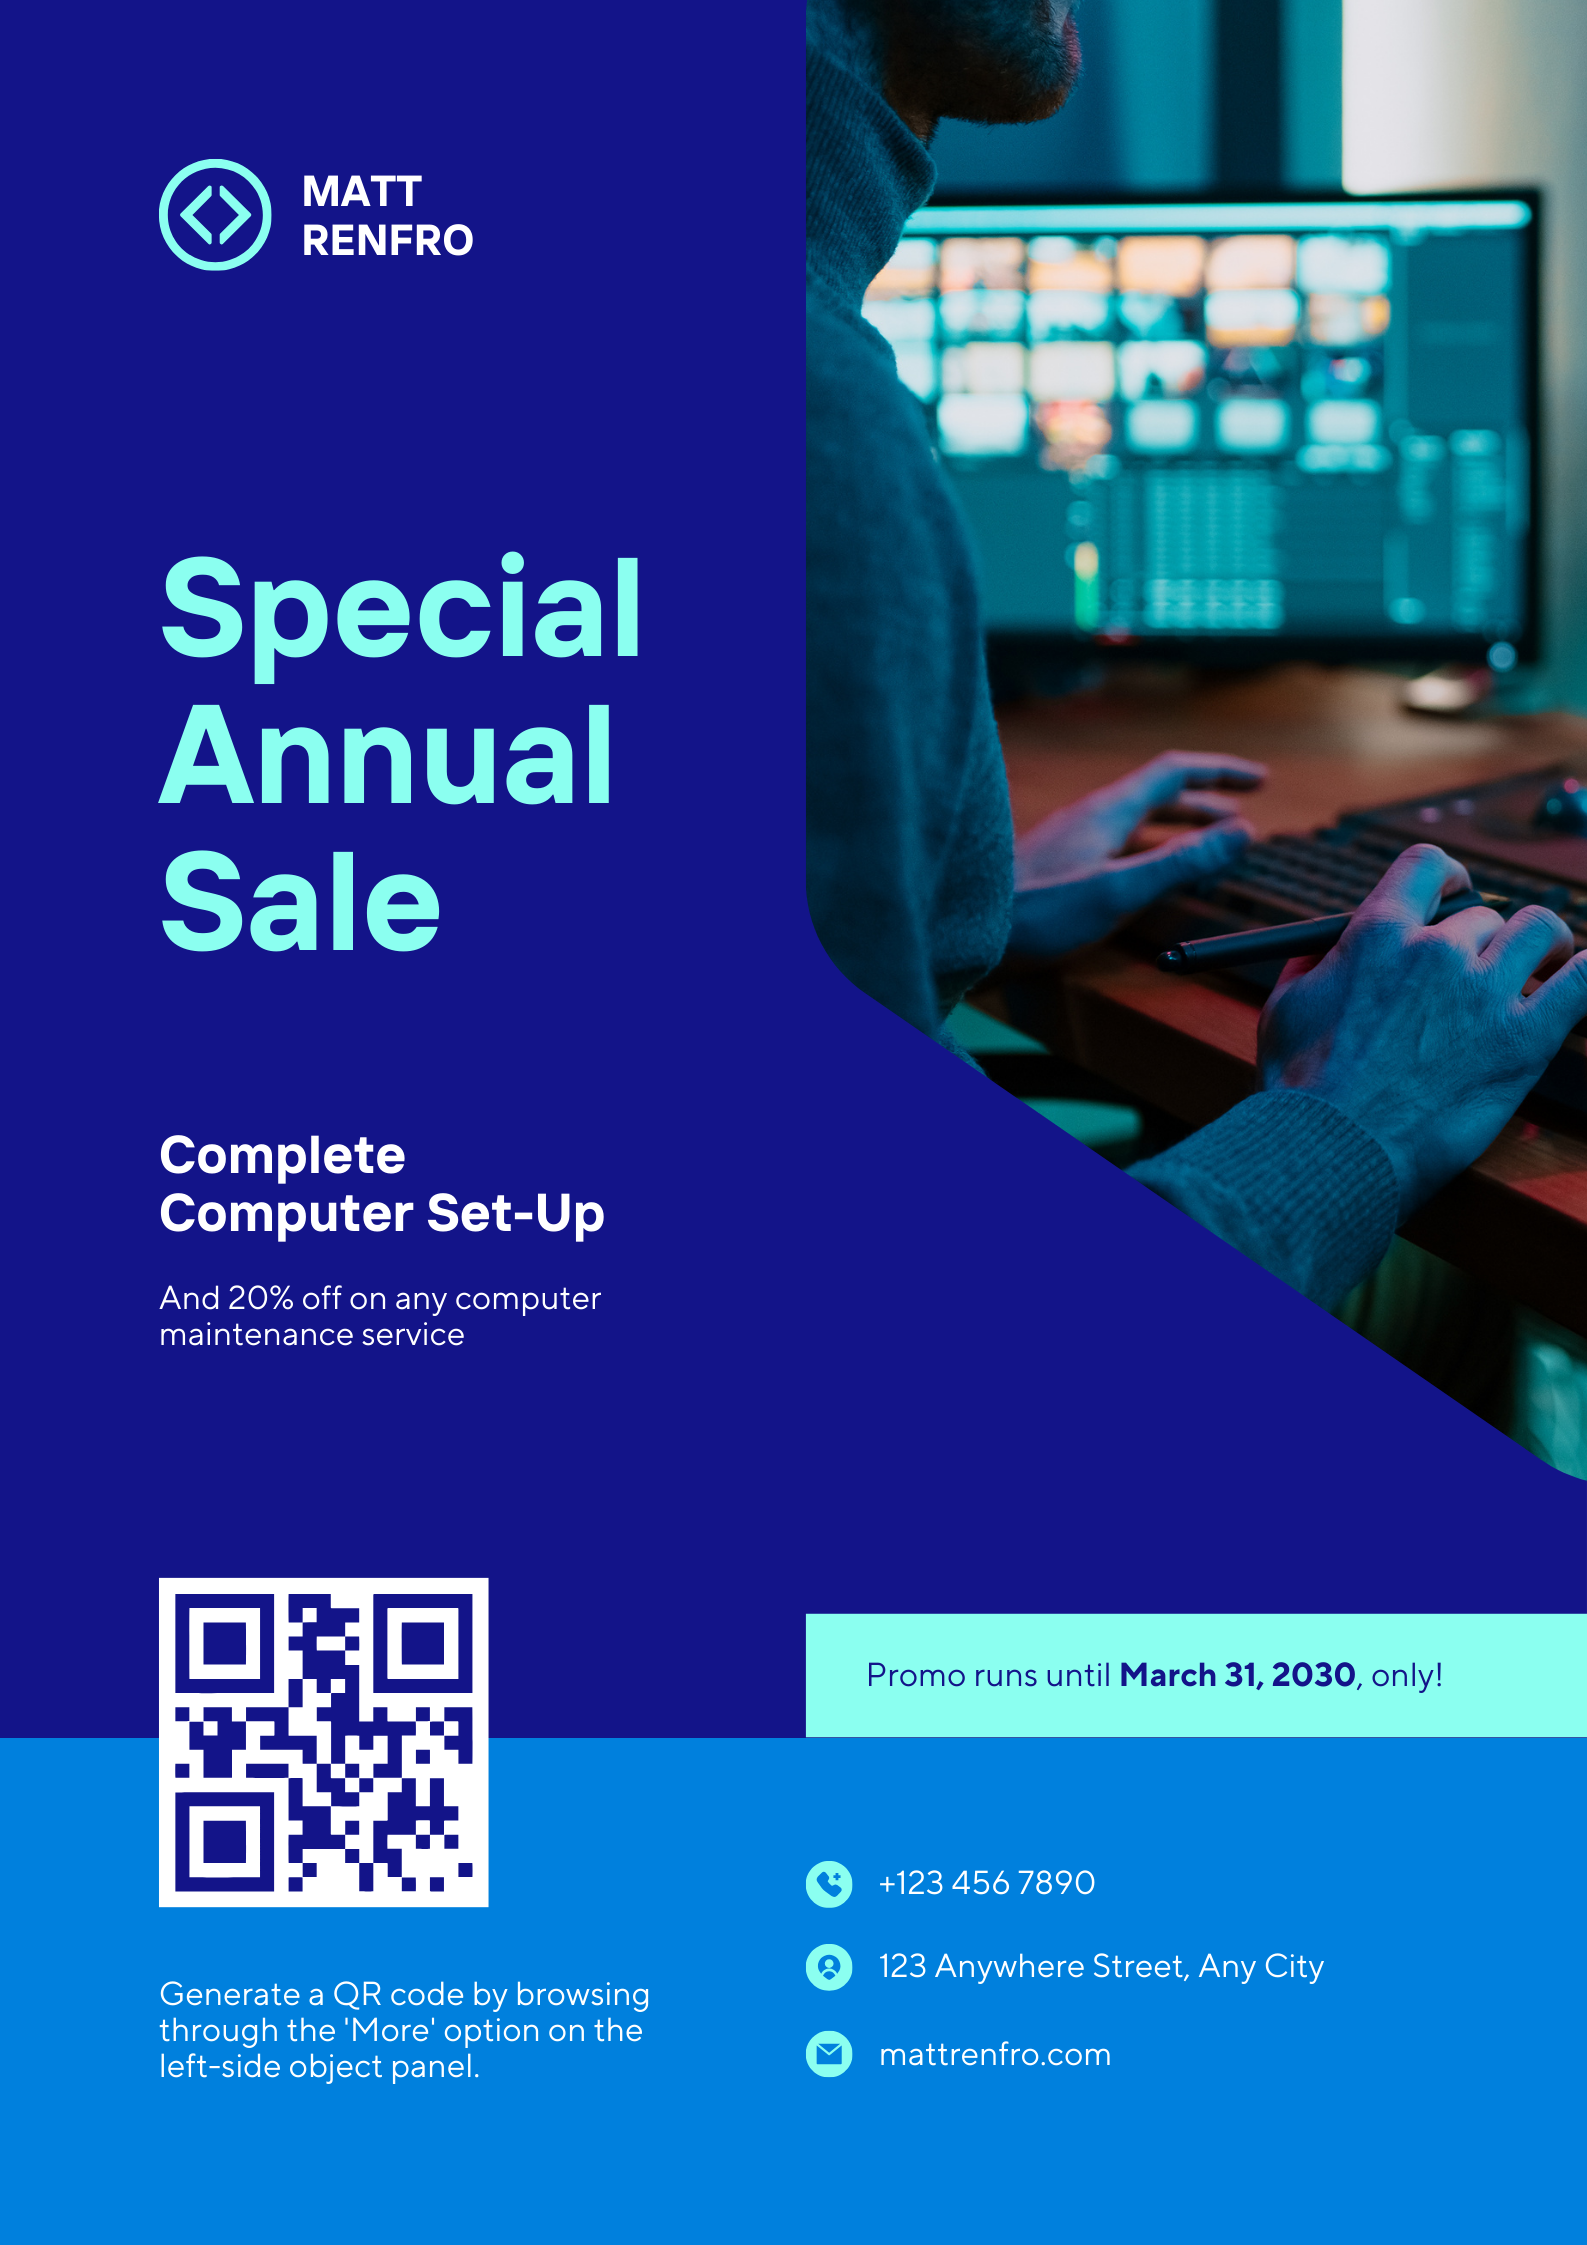 MATT
RENFRO
Special
Annual
Sale
Complete
Computer Set-Up
And 20% off on any computer
maintenance service
Promo runs until March 31, 2030, only!
Generate a QR code by browsing
through the 'More' option on the
left-side object panel.
+123 456 7890
123 Anywhere Street, Any City
mattrenfro.com